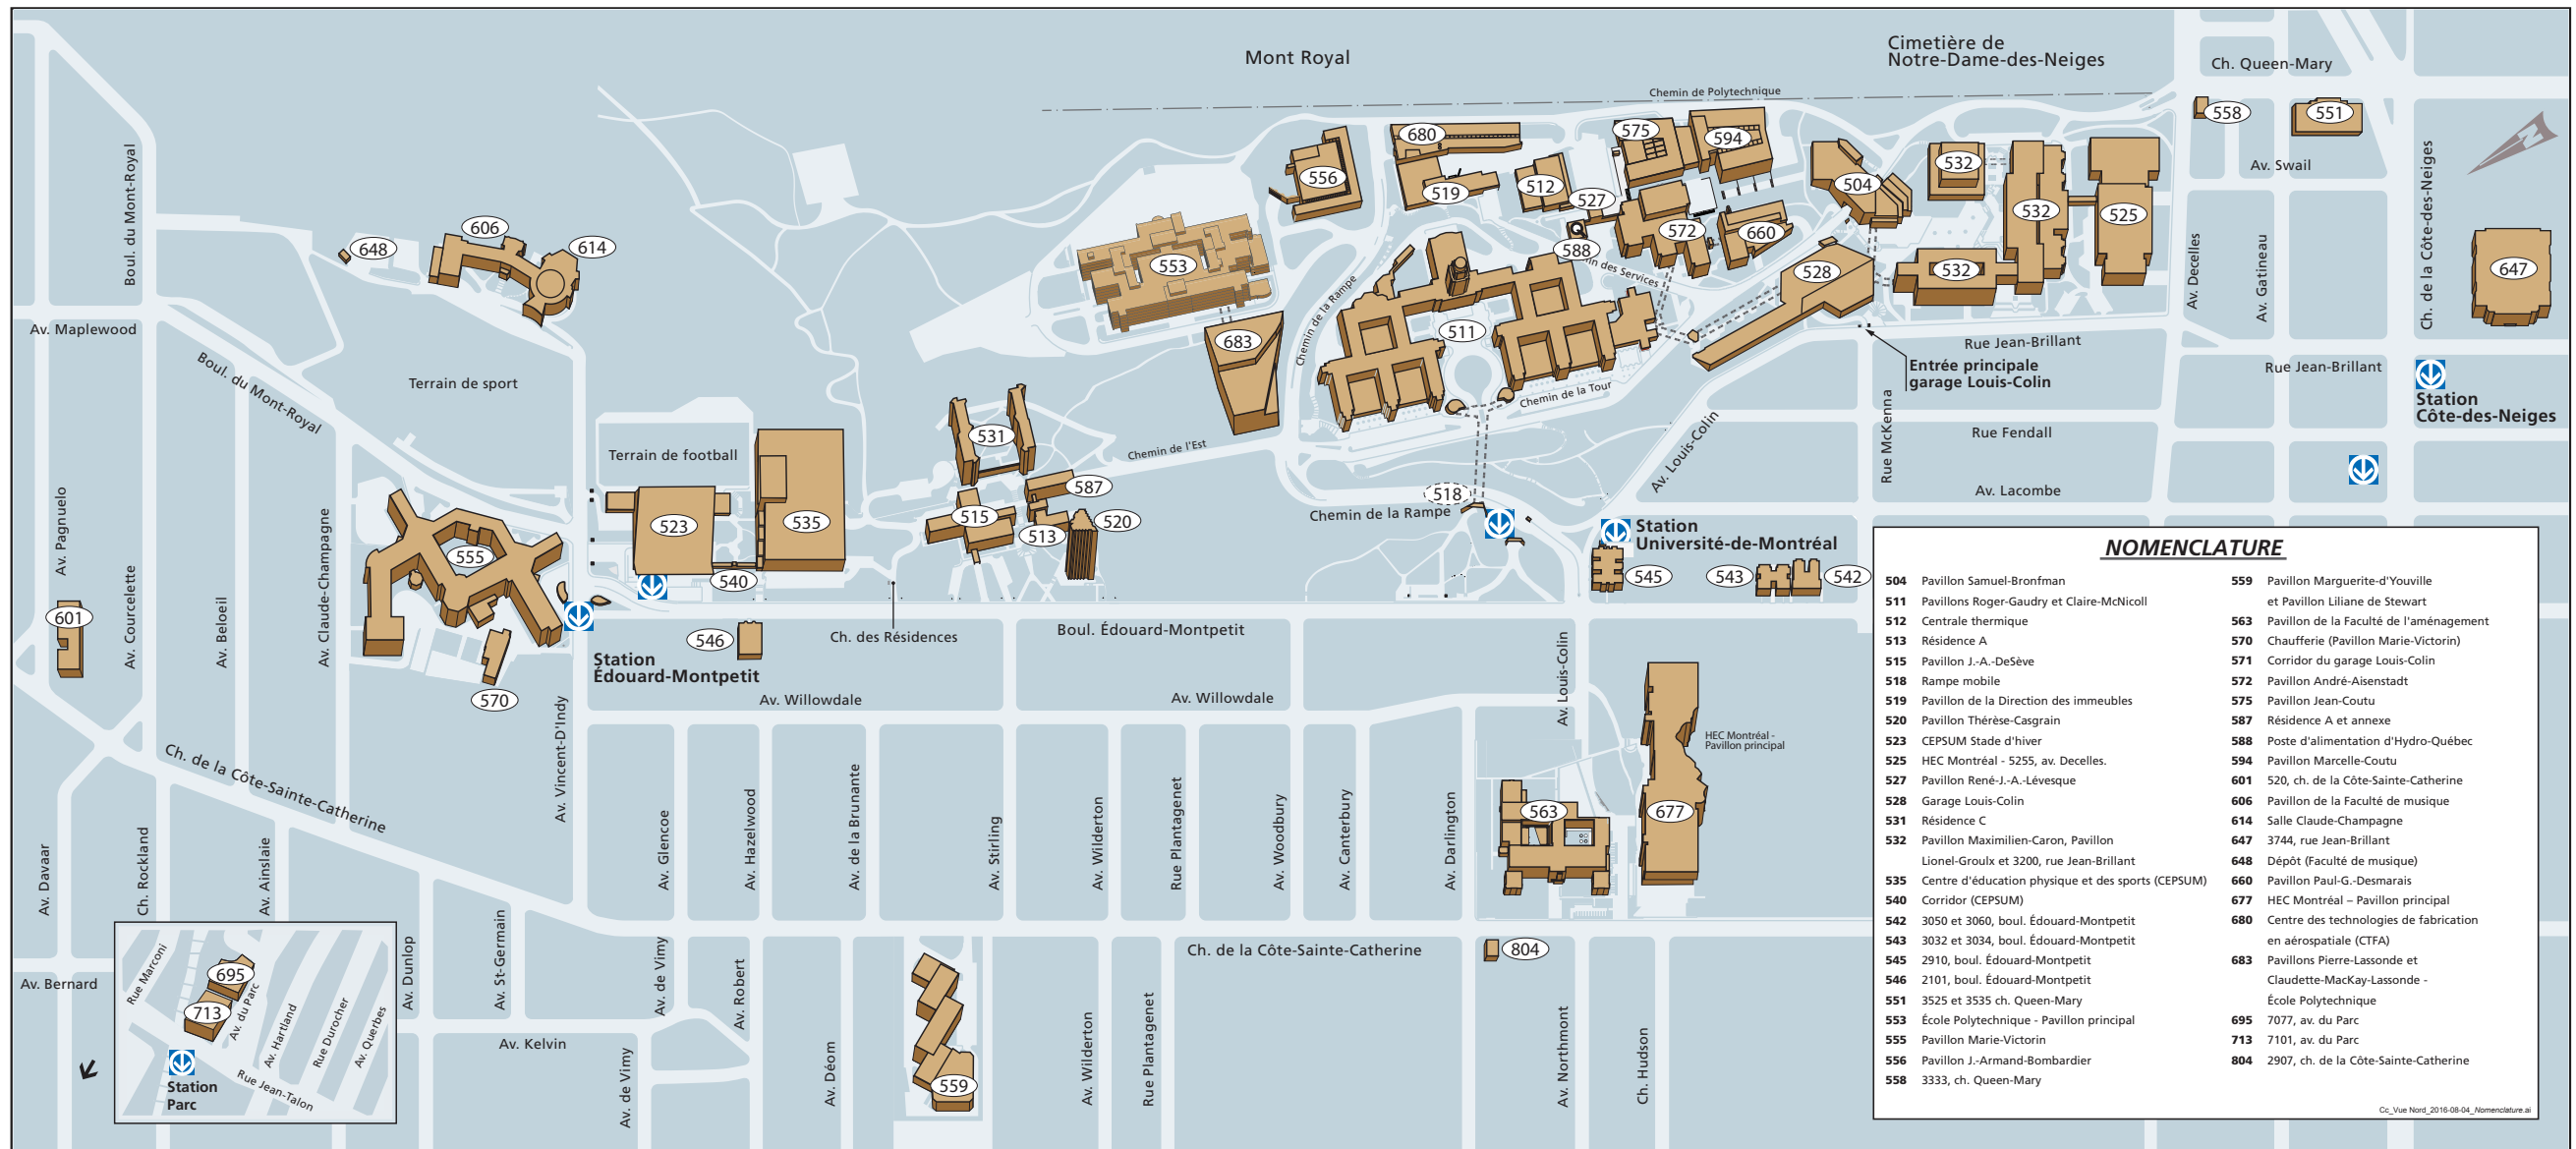 Mont Royal
Cimetière de
Notre-Dame-des-Neiges
Ch. Queen-Mary
Chemin de Polytechnique
558
551
680
575
594
Av. Swail
Boul. du Mont-Royal
556
519
512
527
504
532
532
525
Ch. de la Côte-des-Neiges
606
614
648
553
588
572
660
528
532
647
Av. Decelles
Av. Gatineau
in des Services
Av. Maplewood
Chemin de la Rampe
511
683
Rue Jean-Brillant
Entrée principale
garage Louis-Colin
Rue Jean-Brillant
Station
Côte-des-Neiges
Boul. du Mont-Royal
Terrain de sport
Chemin de la Tour
Rue McKenna
Rue Fendall
Av. Louis-Colin
531
Terrain de football
Chemin de l'Est
587
518
Chemin de la Rampe
Av. Lacombe
Av. Pagnuelo
523
535
515
513
520
Station
Université-de-Montréal
555
540
545
543
542
Av. Courcelette
Av. Beloeil
Av. Claude-Champagne
601
546
Ch. des Résidences
Boul. Édouard-Montpetit
Station
Édouard-Montpetit
570
Av. Willowdale
Av. Willowdale
Av. Louis-Colin
HEC Montréal -
Pavillon principal
Ch. de la Côte-Sainte-Catherine
Av. Vincent-D'Indy
563
677
Av. Davaar
Ch. Rockland
Av. Ainslaie
Av. Glencoe
Av. Hazelwood
Av. de la Brunante
Av. Stirling
Av. Wilderton
Rue Plantagenet
Av. Woodbury
Av. Canterbury
Av. Darlington
Ch. de la Côte-Sainte-Catherine
804
Av. Bernard
Av. Dunlop
Av. St-Germain
Av. de Vimy
Av. Robert
Av. Kelvin
Av. de Vimy
Av. Déom
559
Av. Wilderton
Rue Plantagenet
Av. Northmont
Ch. Hudson
Rue Marconi
695
713
Av. du Parc
Av. Hartland
Rue Durocher
Av. Querbes
Rue Jean-Talon
Station
Parc
NOMENCLATURE
504 Pavillon Samuel-Bronfman
511 Pavillons Roger-Gaudry et Claire-McNicoll
512 Centrale thermique
513 Résidence A
515 Pavillon J.-A.-DeSève
518 Rampe mobile
519 Pavillon de la Direction des immeubles
520 Pavillon Thérèse-Casgrain
523 CEPSUM Stade d'hiver
525 HEC Montréal - 5255, av. Decelles.
527 Pavillon René-J.-A.-Lévesque
528 Garage Louis-Colin
531 Résidence C
532 Pavillon Maximilien-Caron, Pavillon
Lionel-Groulx et 3200, rue Jean-Brillant
535 Centre d'éducation physique et des sports (CEPSUM)
540 Corridor (CEPSUM)
542 3050 et 3060, boul. Édouard-Montpetit
543 3032 et 3034, boul. Édouard-Montpetit
545 2910, boul. Édouard-Montpetit
546 2101, boul. Édouard-Montpetit
551 3525 et 3535 ch. Queen-Mary
553 École Polytechnique - Pavillon principal
555 Pavillon Marie-Victorin
556 Pavillon J.-Armand-Bombardier
558 3333, ch. Queen-Mary
559 Pavillon Marguerite-d'Youville
et Pavillon Liliane de Stewart
563 Pavillon de la Faculté de l'aménagement
570 Chaufferie (Pavillon Marie-Victorin)
571 Corridor du garage Louis-Colin
572 Pavillon André-Aisenstadt
575 Pavillon Jean-Coutu
587 Résidence A et annexe
588 Poste d'alimentation d'Hydro-Québec
594 Pavillon Marcelle-Coutu
601 520, ch. de la Côte-Sainte-Catherine
606 Pavillon de la Faculté de musique
614 Salle Claude-Champagne
647 3744, rue Jean-Brillant
648 Dépôt (Faculté de musique)
660 Pavillon Paul-G.-Desmarais
677 HEC Montréal – Pavillon principal
680 Centre des technologies de fabrication
en aérospatiale (CTFA)
683 Pavillons Pierre-Lassonde et
Claudette-MacKay-Lassonde -
École Polytechnique
695 7077, av. du Parc
713 7101, av. du Parc
804 2907, ch. de la Côte-Sainte-Catherine
Cc_Vue Nord_2016-08-04_Nomenclature.ai